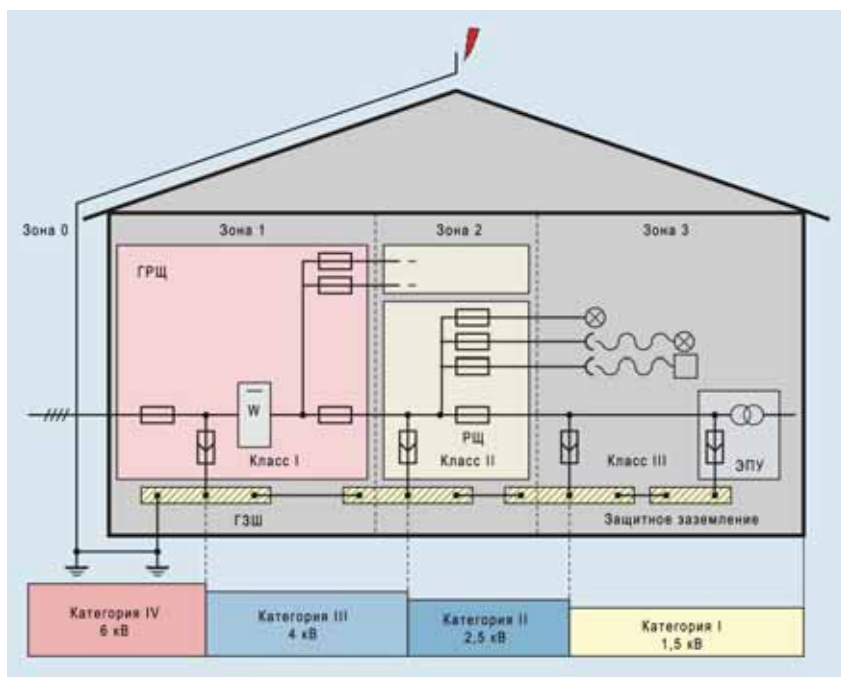 Зона 0
Зона 1
Зона 2
Зона 3
ГРЩ
W
Класс I
РЩ
Класс II
Класс III
ЭПУ
ГЗШ
Защитное заземление
Категория IV
6 кВ
Категория III
4 кВ
Категория II
2,5 кВ
Категория I
1,5 кВ